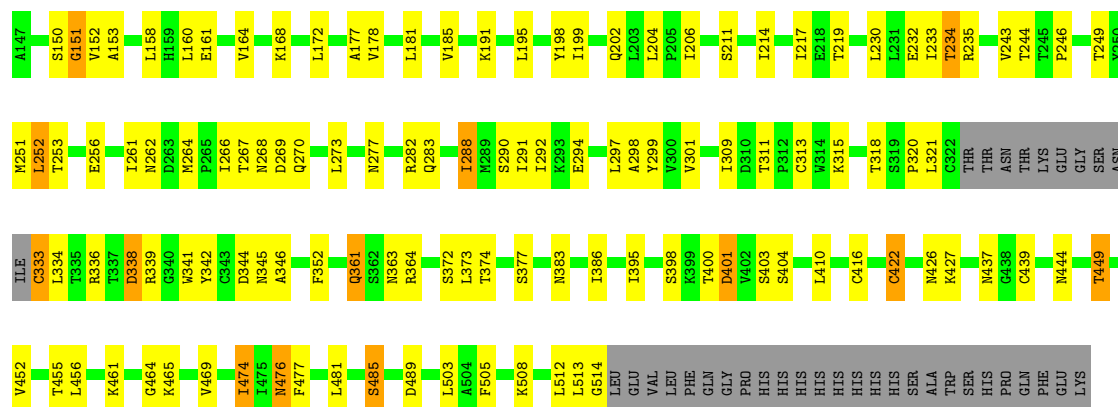 A147 S150 G151 V152 A153 L158 H159 L160 E161 V164 K168 L172 A177 V178 L181 V185 K191 L195 Y198 I199 Q202 L203 L204 P205 I206 S211 I214 I217 E218 T219 L230 L231 E232 I233 T234 R235 V243 T244 T245 P246 T249 Y250
M251 L252 T253 E256 I261 N262 D263 M264 P265 I266 T267 N268 D269 Q270 L273 N277 R282 Q283 I288 M289 S290 I291 I292 K293 E294 L297 A298 Y299 V300 V301 I309 D310 T311 P312 C313 W314 K315 T318 S319 P320 L321 C322 THR THR ASN THR LYS GLU GLY SER ASN
ILE C333 L334 T335 R336 T337 D338 R339 G340 W341 Y342 C343 D344 N345 A346 F352 Q361 S362 N363 R364 S372 L373 T374 S377 N383 I386 I395 S398 K399 T400 D401 V402 S403 S404 L410 C416 C422 N426 K427 N437 G438 C439 N444 T449
V452 T455 L456 K461 G464 K465 V469 I474 I475 N476 F477 L481 S485 D489 L503 A504 F505 K508 L512 L513 G514 LEU GLU VAL LEU PHE GLN GLY PRO HIS HIS HIS HIS HIS HIS HIS HIS SER ALA TRP SER HIS PRO GLN PHE GLU LYS